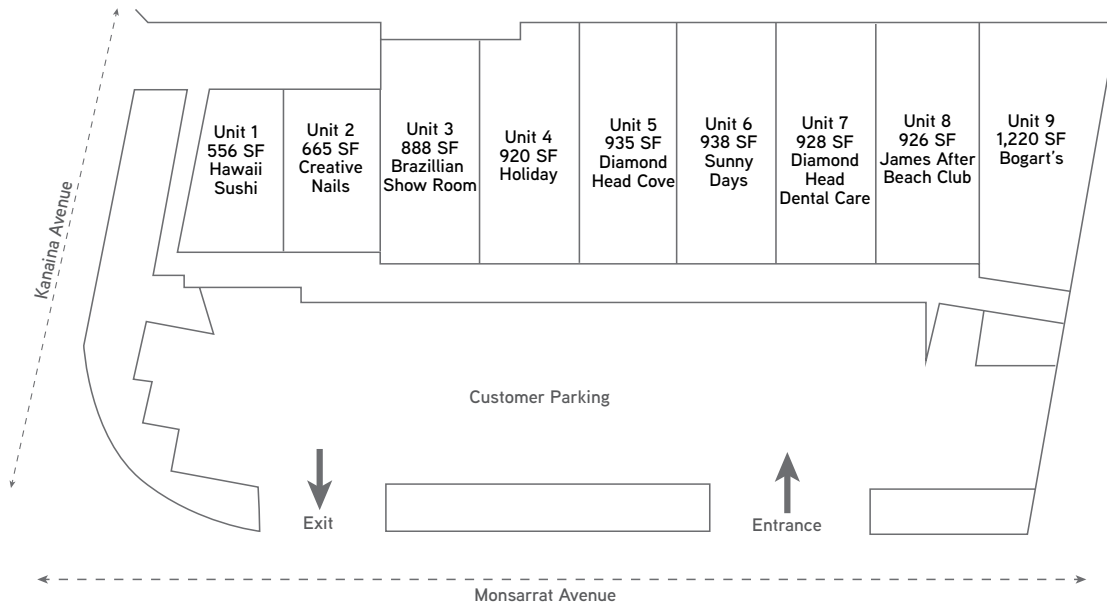 Unit 1
556 SF
Hawaii
Sushi
Unit 2
665 SF
Creative
Nails
Unit 3
888 SF
Brazillian
Show Room
Unit 4
920 SF
Holiday
Unit 5
935 SF
Diamond
Head Cove
Unit 6
938 SF
Sunny
Days
Unit 7
928 SF
Diamond
Head
Dental Care
Unit 8
926 SF
James After
Beach Club
Unit 9
1,220 SF
Bogart's
Kanaina Avenue
Customer Parking
Exit
Entrance
Monsarrat Avenue